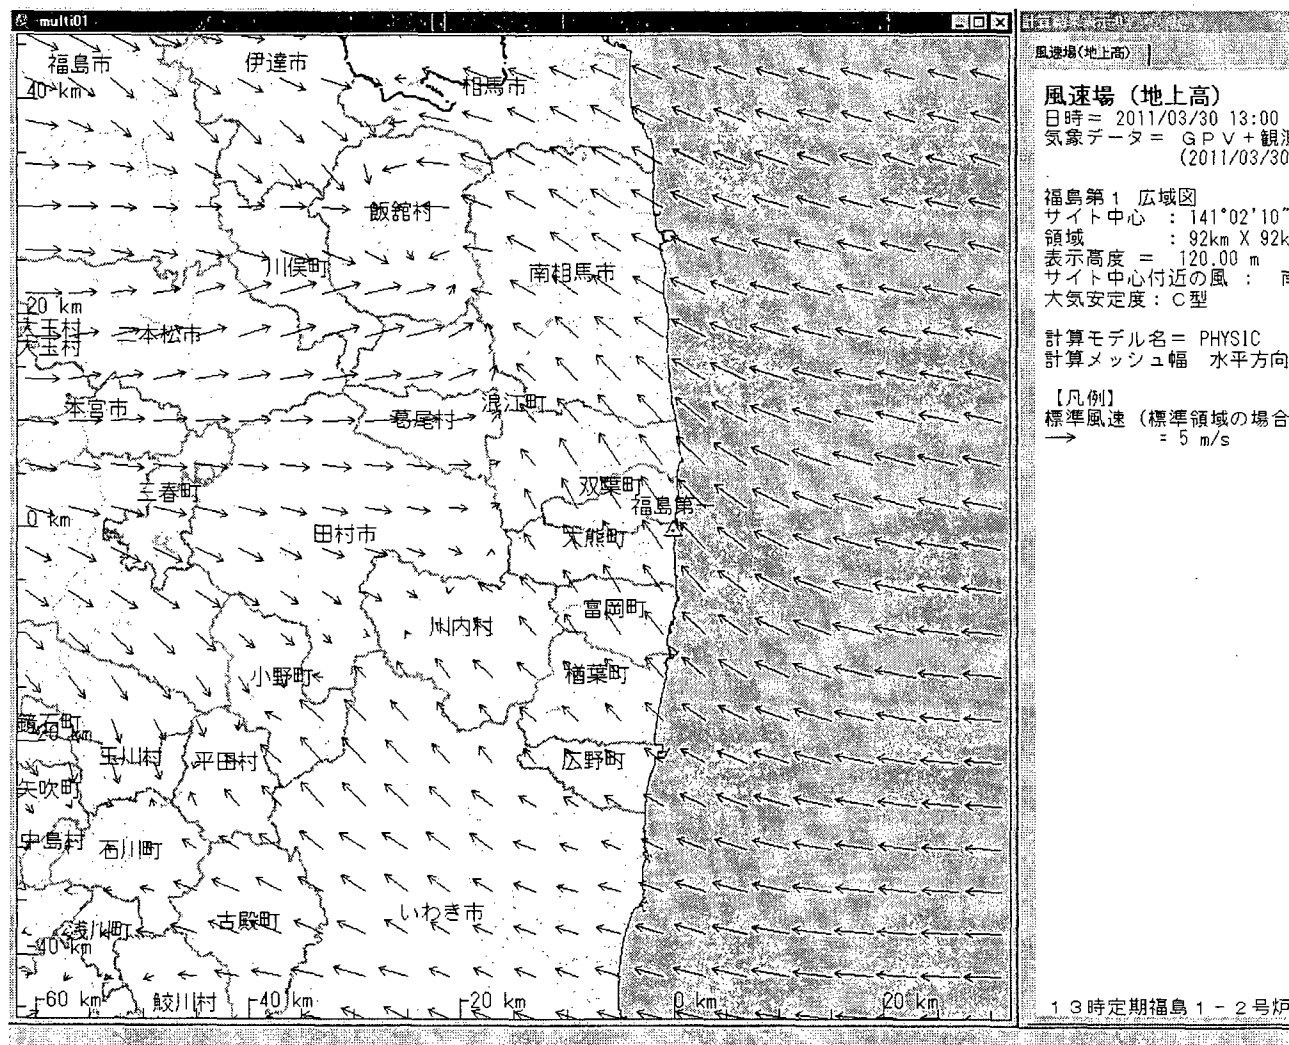 multi01
福島市
伊達市
相馬市
40 km
飯舘村
川俣町
南相馬市
20 km
大玉村
二本松市
大玉村
本宮市
葛尾村
浪江町
三春町
双葉町
福島第一
0 km
田村市
大熊町
川内村
富岡町
小野町
楢葉町
鏡石町
-20 km
玉川村
平田村
広野町
矢吹町
中島村
石川町
古殿町
いわき市
浅川町
-40 km
-60 km
鮫川村
-40 km
-20 km
0 km
20 km
風速場(地上高)
風速場（地上高）
日時＝ 2011/03/30 13:00
気象データ＝ ＧＰＶ＋観測
(2011/03/30
福島第１ 広域図
サイト中心 ： 141°02'10"
領域 ： 92km X 92k
表示高度 ＝ 120.00 m
サイト中心付近の風 ： 南
大気安定度：Ｃ型
計算モデル名＝ PHYSIC
計算メッシュ幅 水平方向
【凡例】
標準風速（標準領域の場合
→ ＝ 5 m/s
１３時定期福島１－２号炉